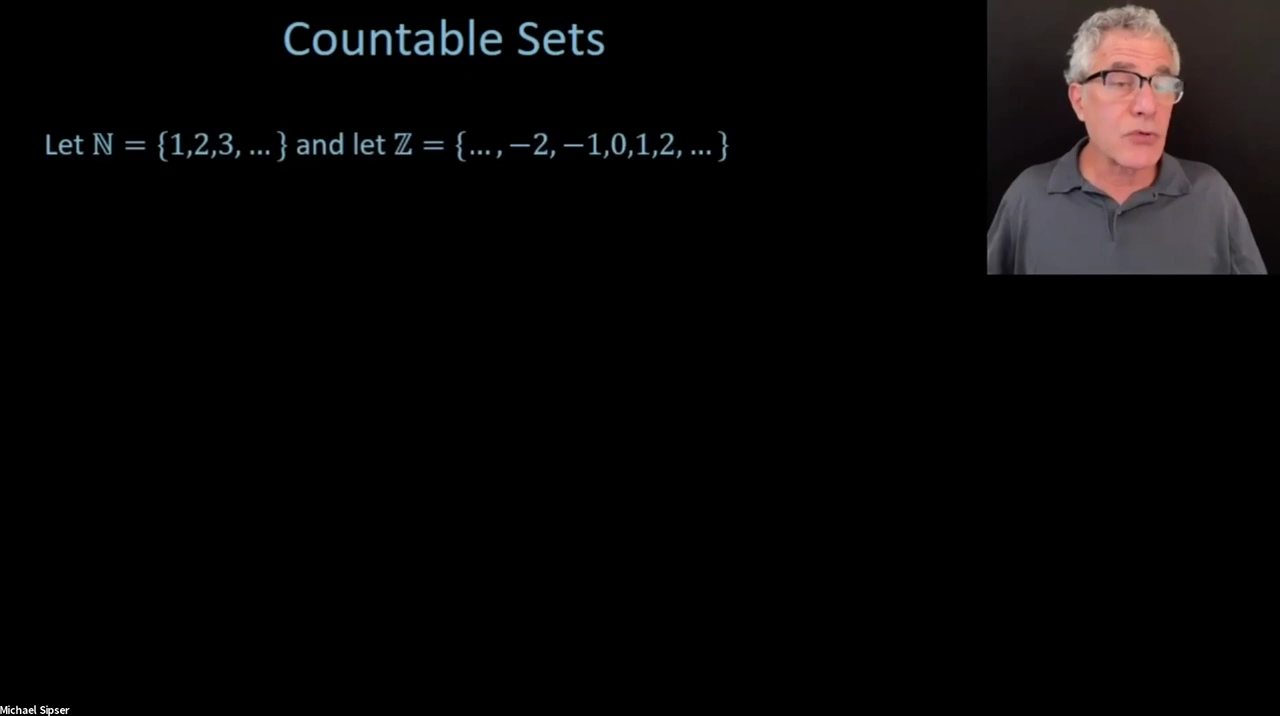 Countable Sets
Let ℕ = {1,2,3, … } and let ℤ = {… , −2, −1,0,1,2, … }
Michael Sipser